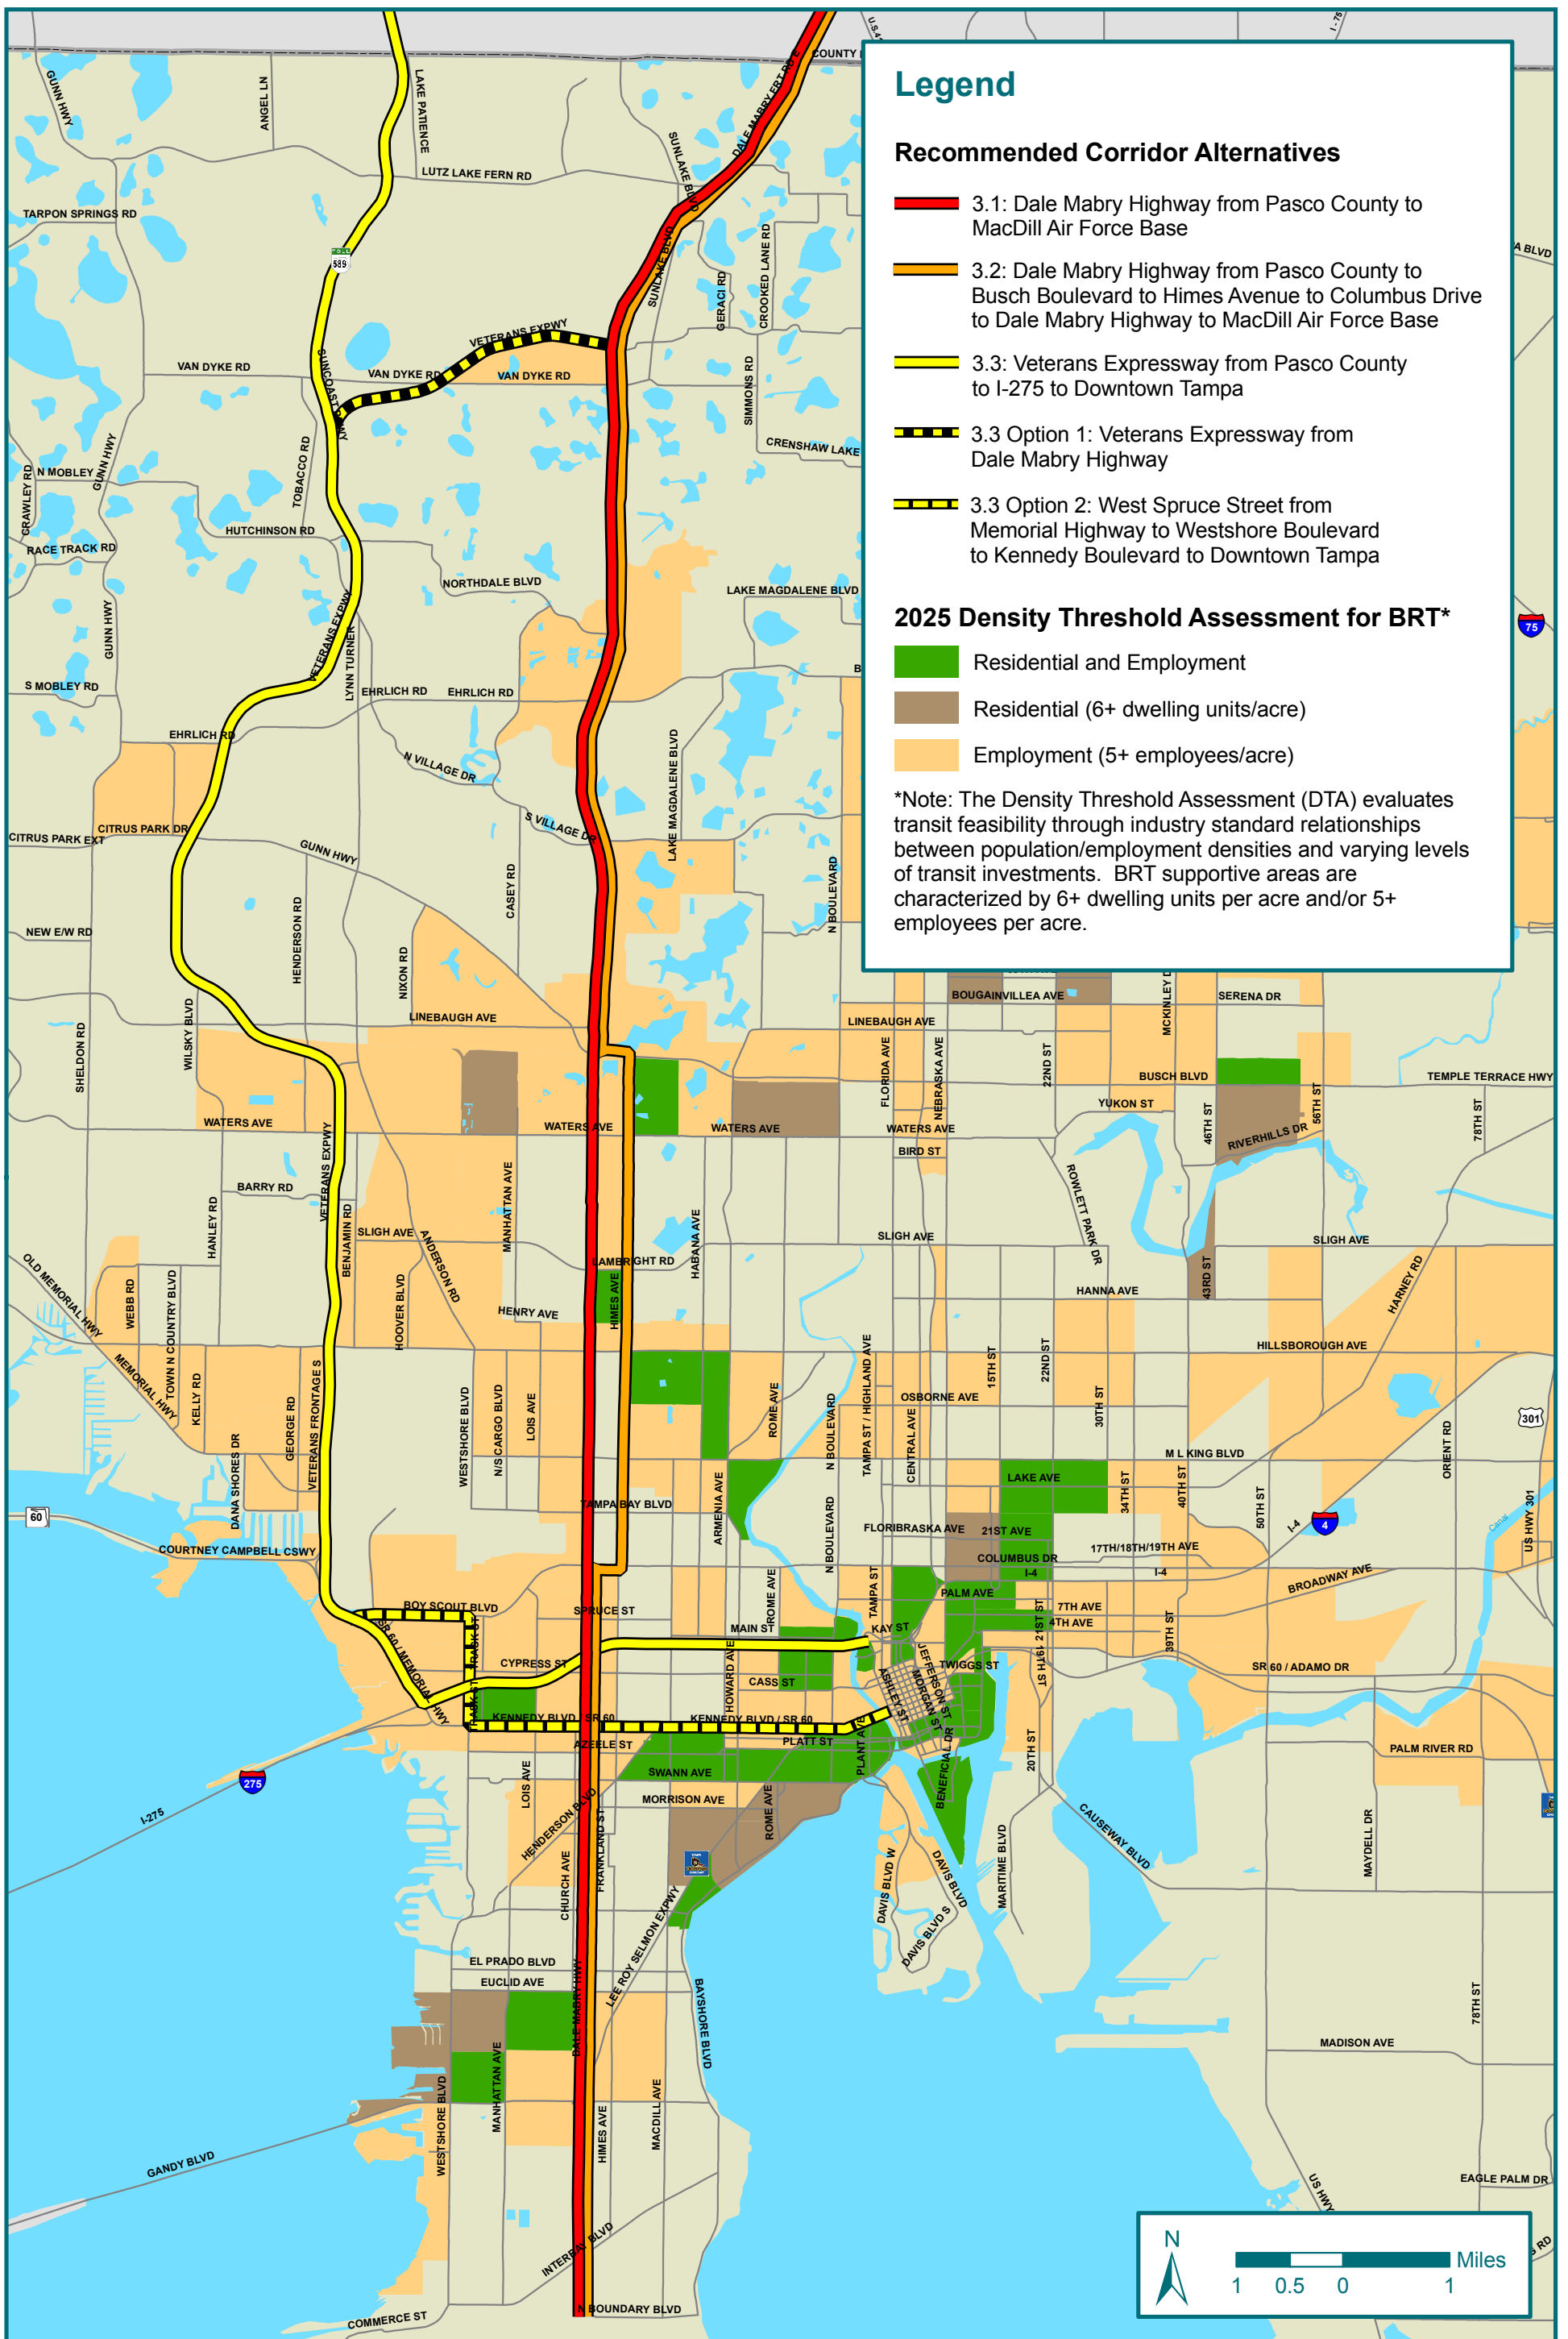 Legend
Recommended Corridor Alternatives
3.1: Dale Mabry Highway from Pasco County to
MacDill Air Force Base
3.2: Dale Mabry Highway from Pasco County to
Busch Boulevard to Himes Avenue to Columbus Drive
to Dale Mabry Highway to MacDill Air Force Base
3.3: Veterans Expressway from Pasco County
to I-275 to Downtown Tampa
3.3 Option 1: Veterans Expressway from
Dale Mabry Highway
3.3 Option 2: West Spruce Street from
Memorial Highway to Westshore Boulevard
to Kennedy Boulevard to Downtown Tampa
2025 Density Threshold Assessment for BRT*
Residential and Employment
Residential (6+ dwelling units/acre)
Employment (5+ employees/acre)
*Note: The Density Threshold Assessment (DTA) evaluates
transit feasibility through industry standard relationships
between population/employment densities and varying levels
of transit investments. BRT supportive areas are
characterized by 6+ dwelling units per acre and/or 5+
employees per acre.
GUNN HWY
ANGEL LN
LAKE PATIENCE
LUTZ LAKE FERN RD
TARPON SPRINGS RD
TOLL
589
SUNLAKE BLVD
SUNLAKE BLVD
COUNTY
U.S.41
I - 75
GERACI RD
CROOKED LANE RD
A BLVD
VETERANS EXPWY
VAN DYKE RD
VAN DYKE RD
VAN DYKE RD
SIMMONS RD
CRENSHAW LAKE
GUNN HWY
N MOBLEY
CRAWLEY RD
TOBACCO RD
HUTCHINSON RD
RACE TRACK RD
NORTHDALE BLVD
LAKE MAGDALENE BLVD
GUNN HWY
VETERANS EXPWY
LYNN TURNER
75
S MOBLEY RD
EHRLICH RD
EHRLICH RD
EHRLICH RD
N VILLAGE DR
S VILLAGE DR
LAKE MAGDALENE BLVD
CITRUS PARK DR
CITRUS PARK EXT
GUNN HWY
CASEY RD
N BOULEVARD
NEW E/W RD
HENDERSON RD
NIXON RD
LINEBAUGH AVE
LINEBAUGH AVE
BOUGAINVILLEA AVE
MCKINLEY D
SERENA DR
SHELDON RD
WILSKY BLVD
FLORIDA AVE
NEBRASKA AVE
22ND ST
BUSCH BLVD
TEMPLE TERRACE HWY
YUKON ST
46TH ST
56TH ST
78TH ST
RIVERHILLS DR
WATERS AVE
WATERS AVE
WATERS AVE
WATERS AVE
BIRD ST
BARRY RD
VETERANS EXPWY
MANHATTAN AVE
ROWLETT PARK DR
HANLEY RD
BENJAMIN RD
SLIGH AVE
ANDERSON RD
HABANA AVE
SLIGH AVE
SLIGH AVE
LAMBRIGHT RD
OLD MEMORIAL HWY
WEBB RD
TOWN N COUNTRY BLVD
HOOVER BLVD
HENRY AVE
HIMES AVE
HANNA AVE
43RD ST
HARNEY RD
HILLSBOROUGH AVE
MEMORIAL HWY
KELLY RD
GEORGE RD
VETERANS FRONTAGE S
WESTSHORE BLVD
N/S CARGO BLVD
LOIS AVE
ROME AVE
N BOULEVARD
TAMPA ST / HIGHLAND AVE
CENTRAL AVE
OSBORNE AVE
15TH ST
22ND ST
30TH ST
301
ORIENT RD
M L KING BLVD
DANA SHORES DR
LAKE AVE
34TH ST
40TH ST
50TH ST
I-4
4
Canal
US HWY 301
60
TAMPA BAY BLVD
ARMENIA AVE
N BOULEVARD
FLORIBRASKA AVE
21ST AVE
COURTNEY CAMPBELL CSWY
COLUMBUS DR
17TH/18TH/19TH AVE
I-4
I-4
BROADWAY AVE
BOY SCOUT BLVD
SPRUCE ST
ROME AVE
TAMPA ST
PALM AVE
7TH AVE
4TH AVE
21ST ST
19TH ST
39TH ST
MAIN ST
KAY ST
SR 60 / MEMORIAL HWY
TRASK ST
CYPRESS ST
HOWARD AVE
CASS ST
ASHLEY ST
JEFFERSON ST
MORGAN ST
TWIGGS ST
SR 60 / ADAMO DR
TRASK ST
KENNEDY BLVD
SR 60
KENNEDY BLVD / SR 60
AZEELE ST
PLATT ST
PLANT AVE
BENEFICIAL DR
20TH ST
PALM RIVER RD
275
I-275
SWANN AVE
LOIS AVE
MORRISON AVE
ROME AVE
HENDERSON BLVD
FRANKLAND ST
CHURCH AVE
CAUSEWAY BLVD
MAYDELL DR
DAVIS BLVD W
DAVIS BLVD
DAVIS BLVD S
MARITIME BLVD
LEE ROY SELMON EXPWY
EL PRADO BLVD
EUCLID AVE
DALE MABRY HWY
BAYSHORE BLVD
78TH ST
MADISON AVE
MANHATTAN AVE
WESTSHORE BLVD
HIMES AVE
MACDILL AVE
GANDY BLVD
US HWY
EAGLE PALM DR
INTERBAY BLVD
N BOUNDARY BLVD
COMMERCE ST
N
Miles
1 0.5 0 1